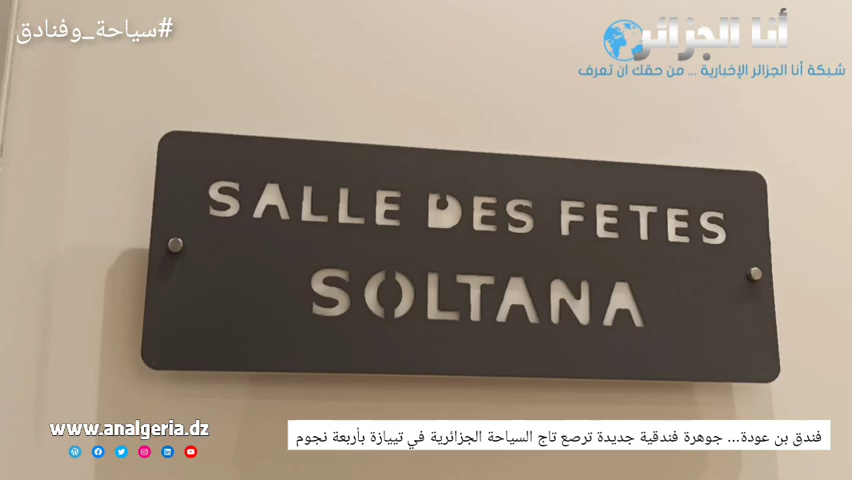 #سياحة_وفنادق
أنا الجزائر
شبكة أنا الجزائر الإخبارية ... من حقك ان تعرف
SALLE DES FETES
SOLTANA
www.analgeria.dz
فندق بن عودة... جوهرة فندقية جديدة ترصع تاج السياحة الجزائرية في تيبازة بأربعة نجوم